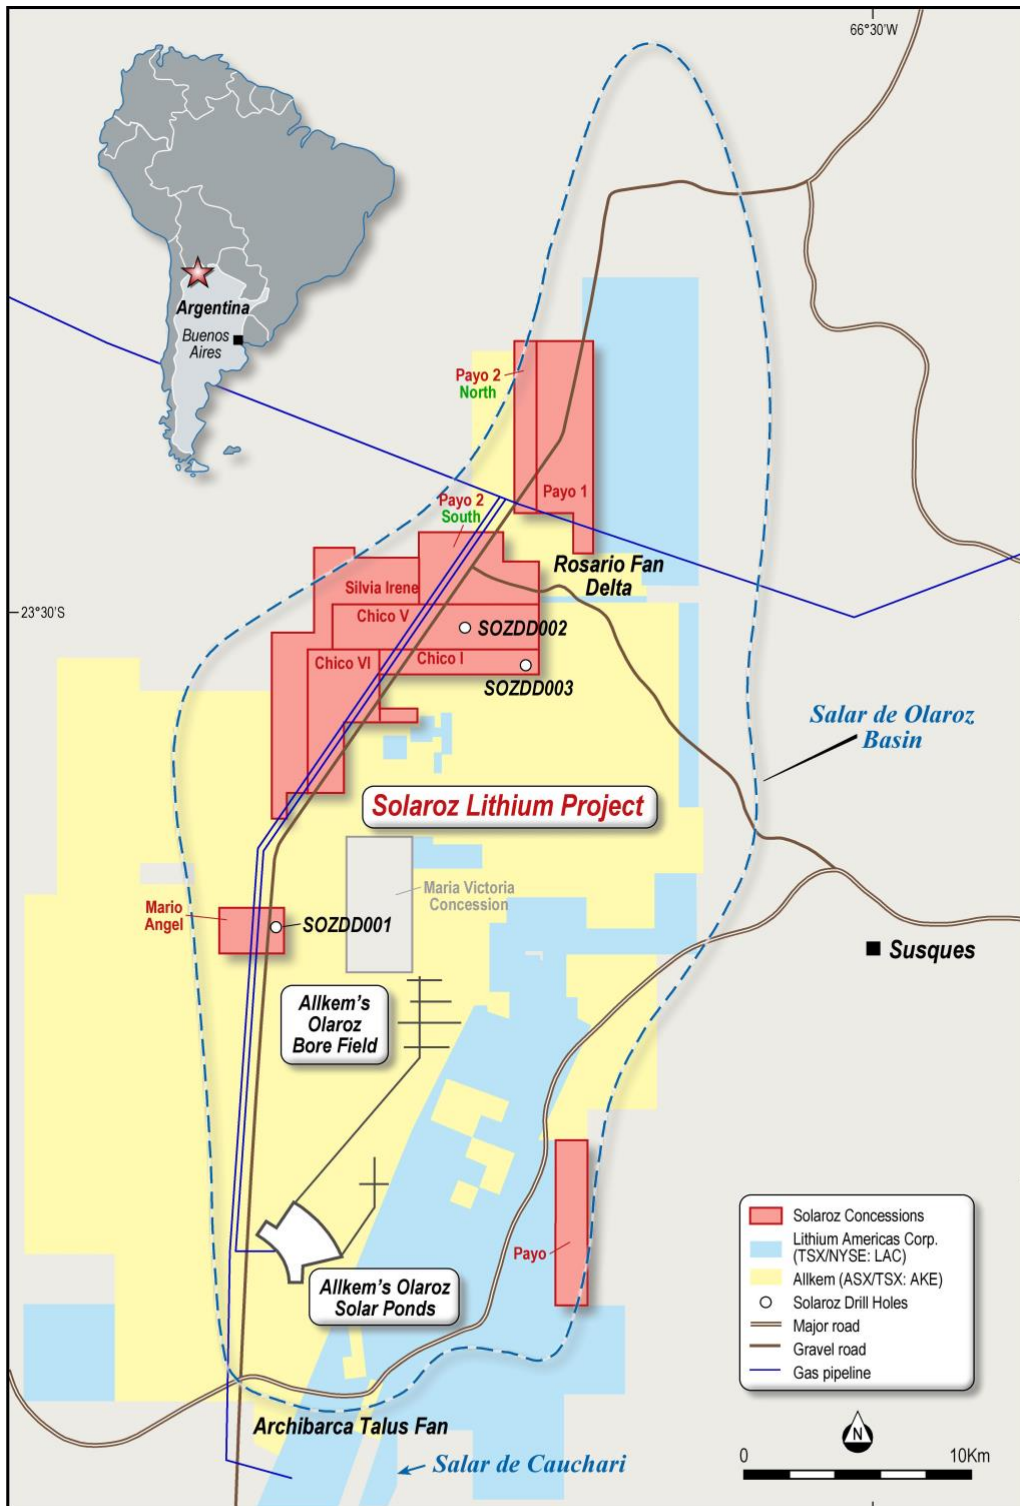 66°30'W
Argentina
Buenos
Aires
Payo 2
North
Payo 1
Payo 2
South
Rosario Fan
Delta
Silvia Irene
23°30'S
Chico V
SOZDD002
Chico VI
Chico I
SOZDD003
Salar de Olaroz
Basin
Solaroz Lithium Project
Maria Victoria
Concession
Mario
Angel
SOZDD001
Susques
Allkem's
Olaroz
Bore Field
Payo
Allkem's Olaroz
Solar Ponds
Archibarca Talus Fan
Salar de Cauchari
Solaroz Concessions
Lithium Americas Corp.
(TSX/NYSE: LAC)
Allkem (ASX/TSX: AKE)
Solaroz Drill Holes
Major road
Gravel road
Gas pipeline
N
0 10Km